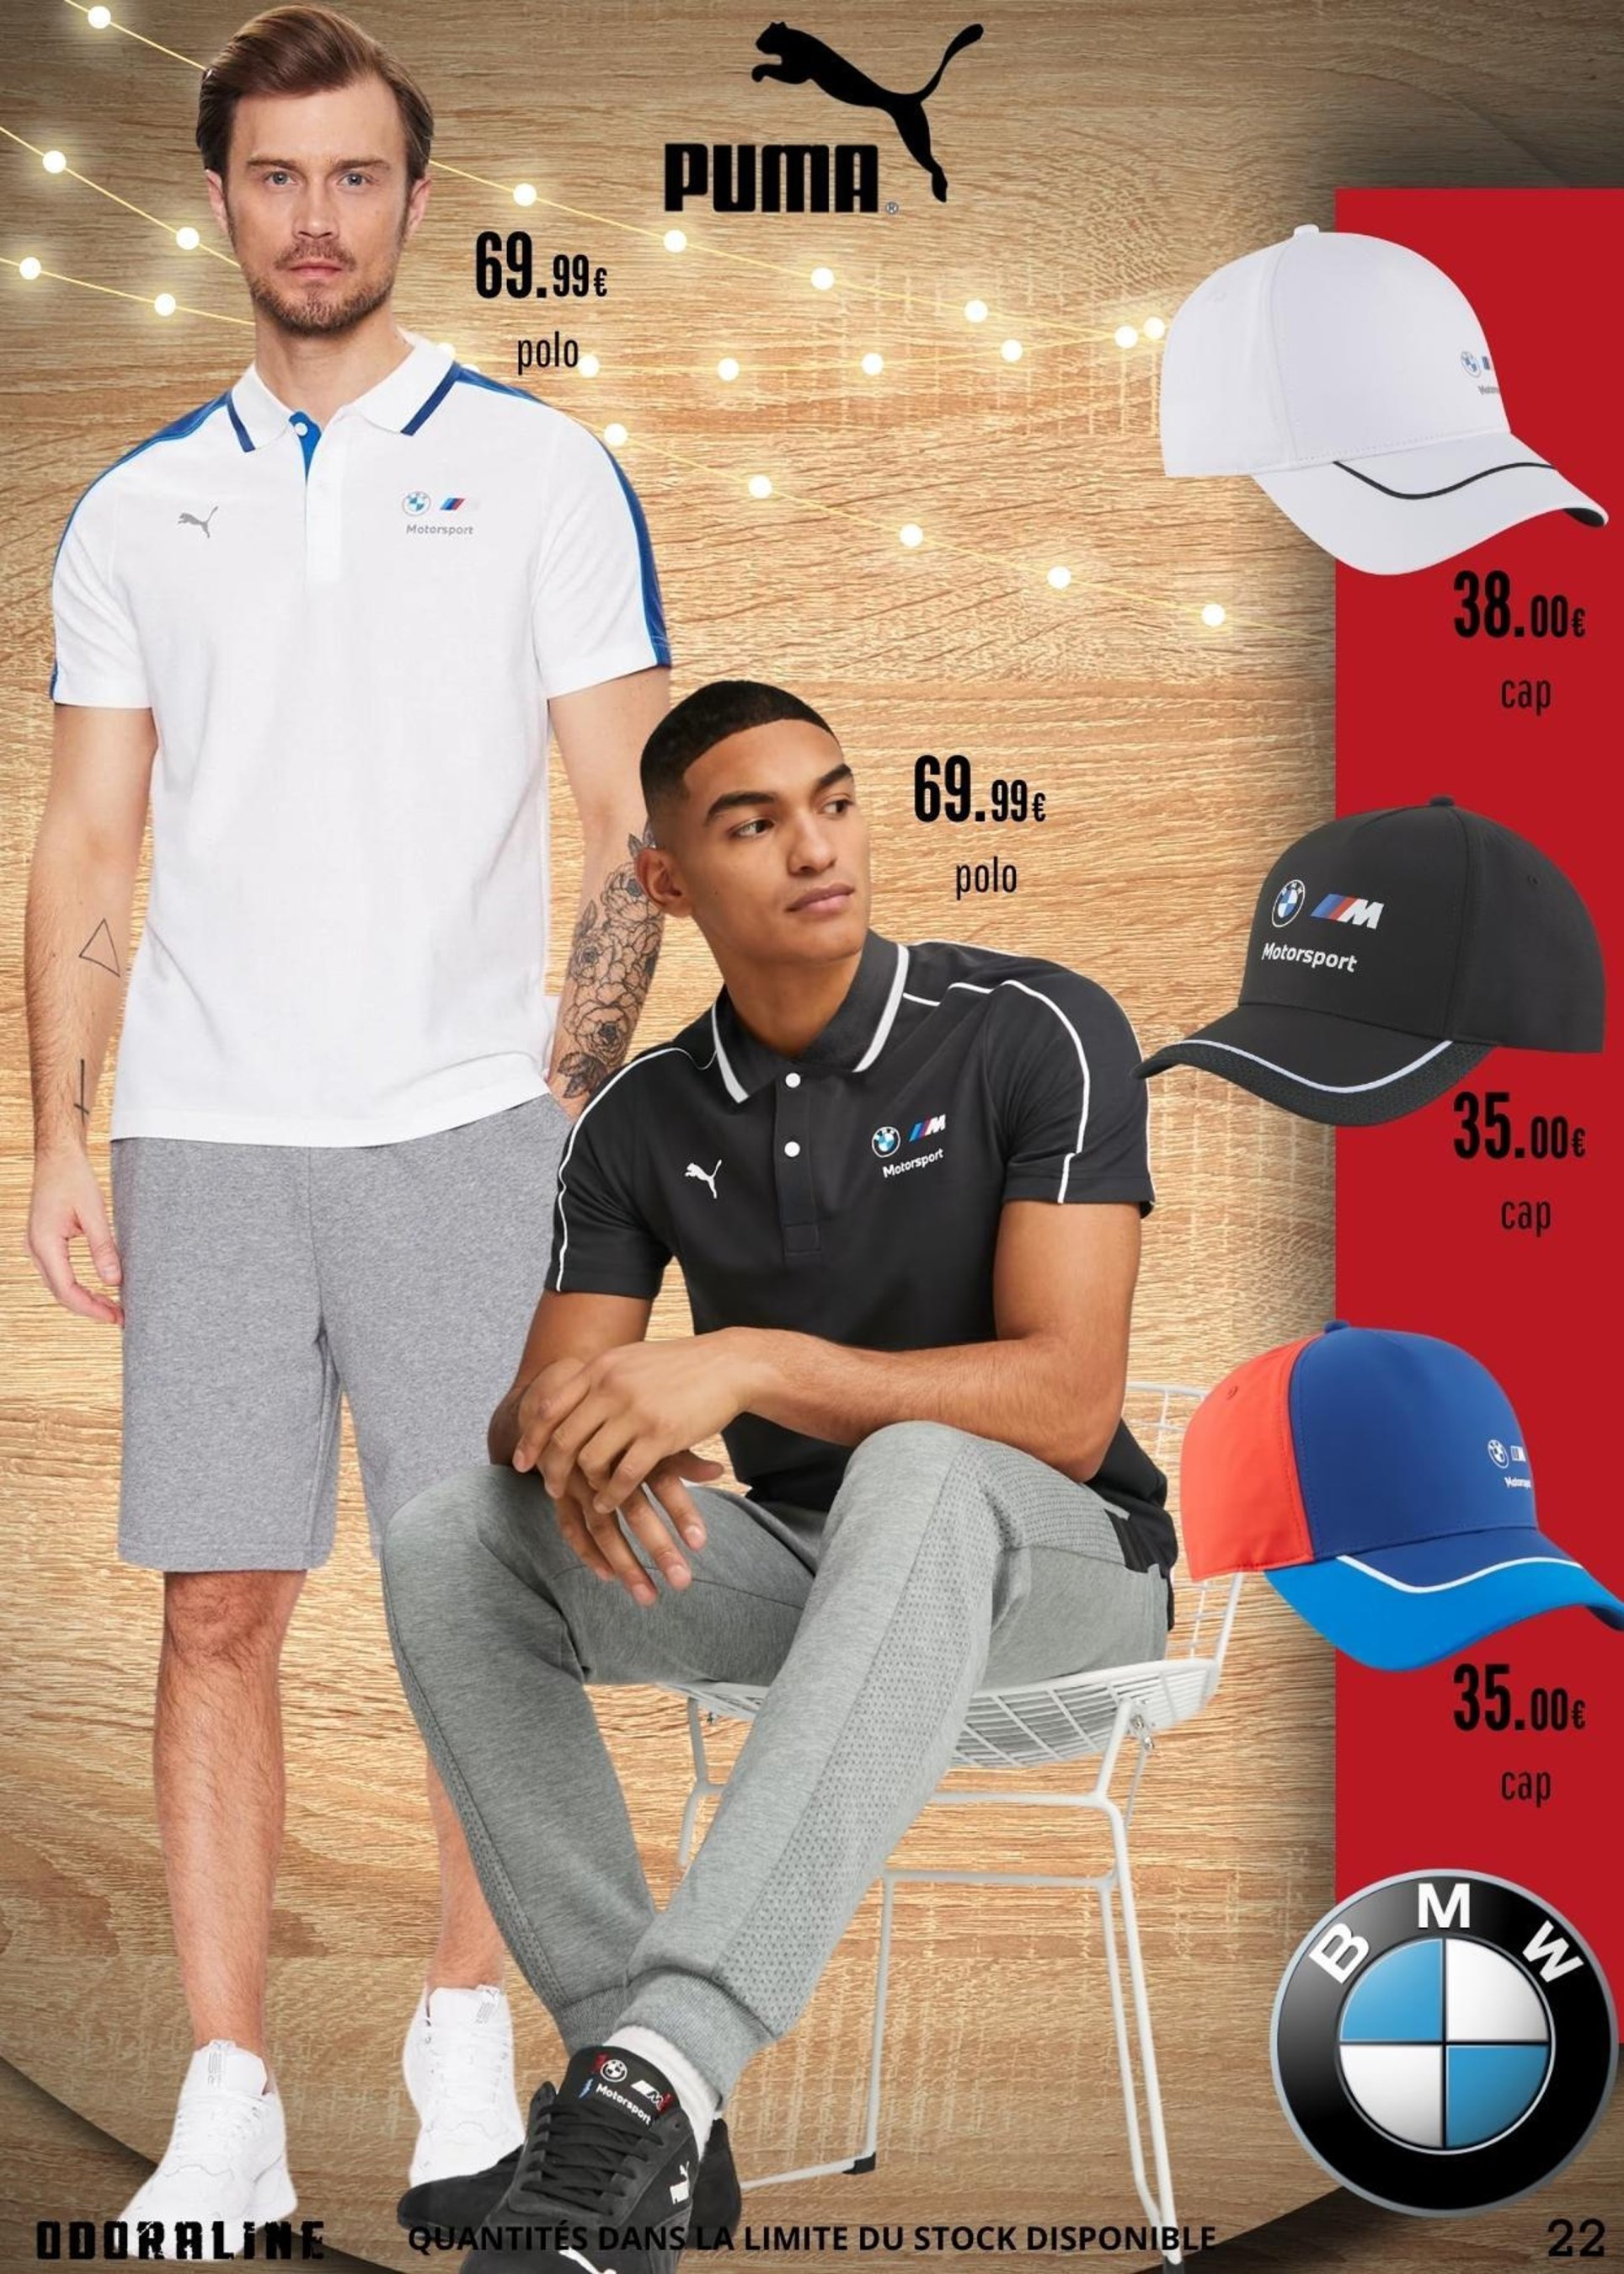 PUMA®
69.99€
polo
Motorsport
38.00€
cap
69.99€
polo
M
Motorsport
35.00€
cap
M
Motorsport
35.00€
cap
Motorsport
BMW
ODORALINE
QUANTITÉS DANS LA LIMITE DU STOCK DISPONIBLE
22